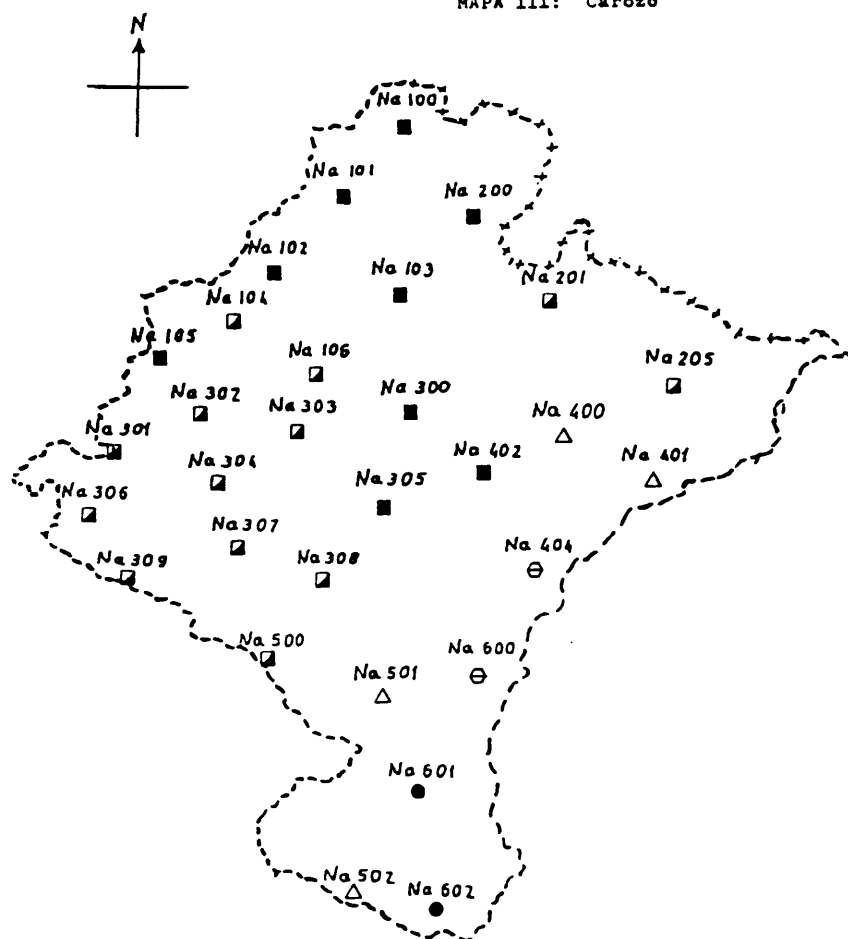 MAPA III: Carozo
N
Na 100
Na 101
Na 200
Na 102
Na 103
Na 201
Na 104
Na 105
Na 106
Na 205
Na 302
Na 300
Na 303
Na 400
Na 301
Na 304
Na 402
Na 401
Na 305
Na 306
Na 307
Na 404
Na 309
Na 308
Na 500
Na 600
Na 501
Na 601
Na 502
Na 602